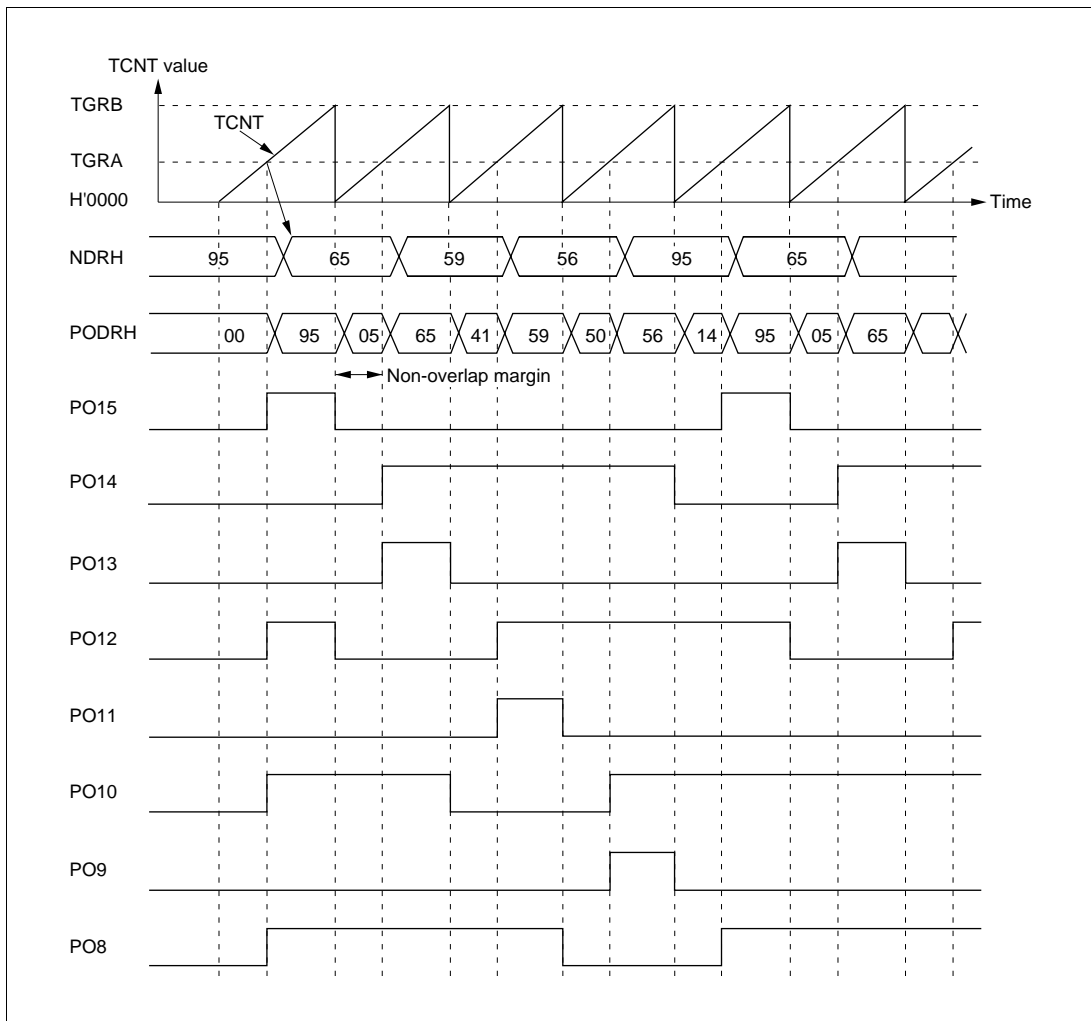 TCNT value
TGRB
TCNT
TGRA
H'0000
Time
NDRH
95 65 59 56 95 65
PODRH
00 95 05 65 41 59 50 56 14 95 05 65
Non-overlap margin
PO15
PO14
PO13
PO12
PO11
PO10
PO9
PO8